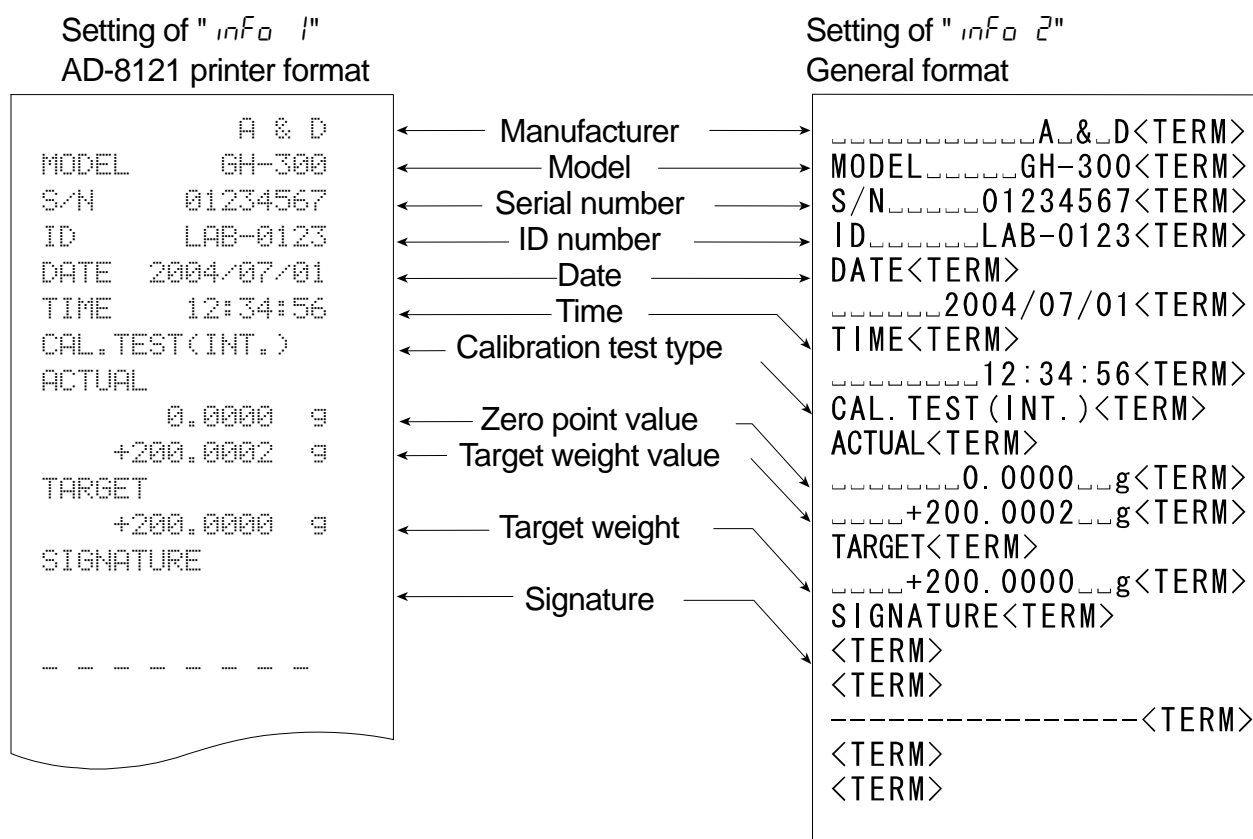 Setting of " inFo 1"
AD-8121 printer format
A & D
MODEL GH-300
S/N 01234567
ID LAB-0123
DATE 2004/07/01
TIME 12:34:56
CAL.TEST(INT.)
ACTUAL
0.0000 g
+200.0002 g
TARGET
+200.0000 g
SIGNATURE
_ _ _ _ _ _ _ _
Manufacturer
Model
Serial number
ID number
Date
Time
Calibration test type
Zero point value
Target weight value
Target weight
Signature
Setting of " inFo 2"
General format
␣␣␣␣␣␣␣␣␣␣␣A␣&␣D<TERM>
MODEL␣␣␣␣␣GH-300<TERM>
S/N␣␣␣␣␣01234567<TERM>
ID␣␣␣␣␣␣LAB-0123<TERM>
DATE<TERM>
␣␣␣␣␣␣2004/07/01<TERM>
TIME<TERM>
␣␣␣␣␣␣␣␣12:34:56<TERM>
CAL.TEST(INT.)<TERM>
ACTUAL<TERM>
␣␣␣␣␣␣␣0.0000␣␣g<TERM>
␣␣␣␣+200.0002␣␣g<TERM>
TARGET<TERM>
␣␣␣␣+200.0000␣␣g<TERM>
SIGNATURE<TERM>
<TERM>
<TERM>
----------------<TERM>
<TERM>
<TERM>